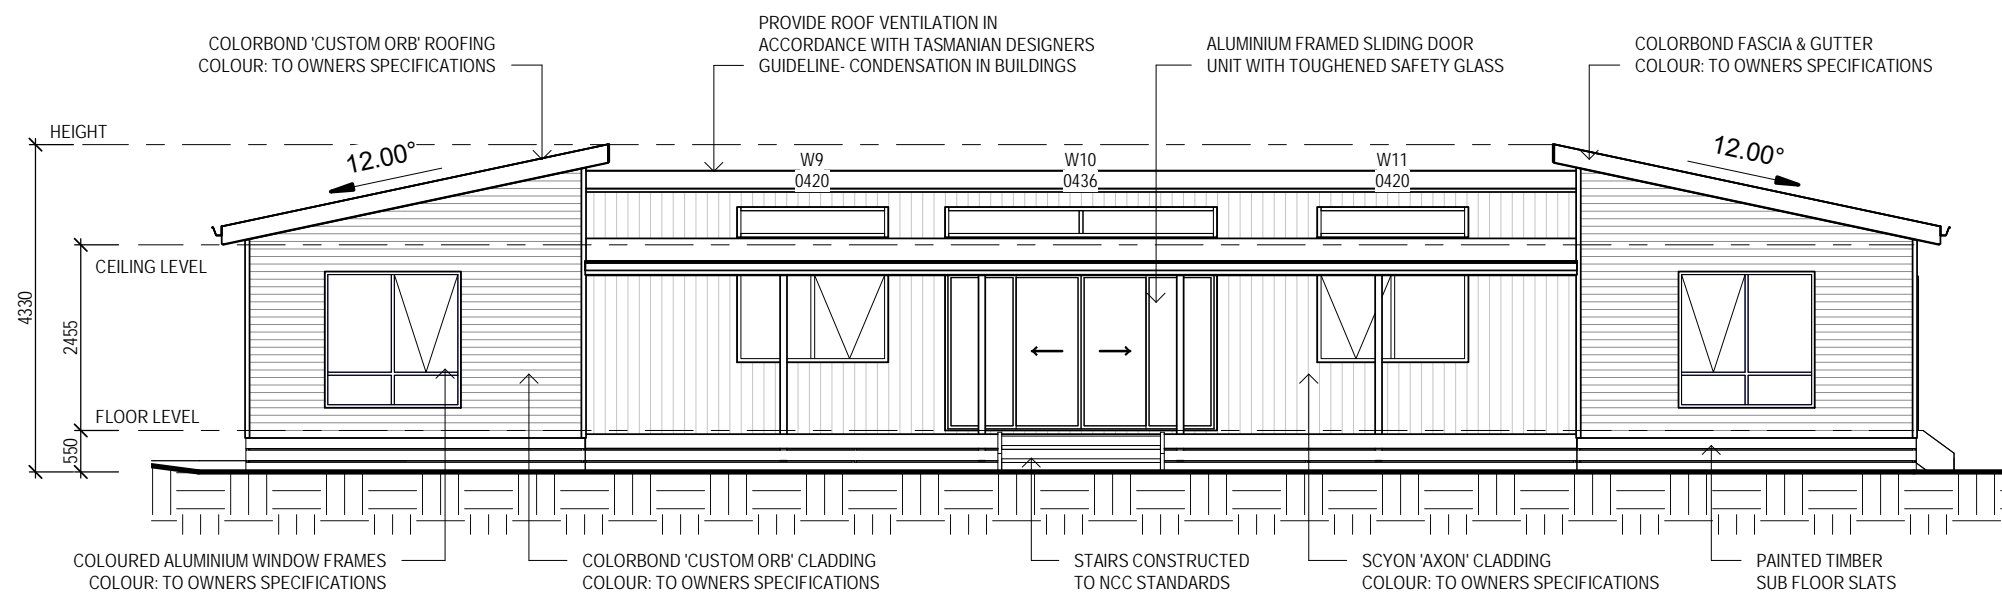 PROVIDE ROOF VENTILATION IN
ACCORDANCE WITH TASMANIAN DESIGNERS
GUIDELINE- CONDENSATION IN BUILDINGS
COLORBOND 'CUSTOM ORB' ROOFING
COLOUR: TO OWNERS SPECIFICATIONS
ALUMINIUM FRAMED SLIDING DOOR
UNIT WITH TOUGHENED SAFETY GLASS
COLORBOND FASCIA & GUTTER
COLOUR: TO OWNERS SPECIFICATIONS
HEIGHT
12.00°
W9
0420
W10
0436
W11
0420
12.00°
CEILING LEVEL
4330
2455
FLOOR LEVEL
550
COLOURED ALUMINIUM WINDOW FRAMES
COLOUR: TO OWNERS SPECIFICATIONS
COLORBOND 'CUSTOM ORB' CLADDING
COLOUR: TO OWNERS SPECIFICATIONS
STAIRS CONSTRUCTED
TO NCC STANDARDS
SCYON 'AXON' CLADDING
COLOUR: TO OWNERS SPECIFICATIONS
PAINTED TIMBER
SUB FLOOR SLATS